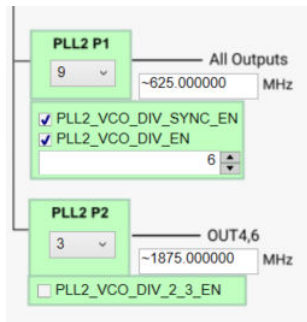 PLL2 P1
All Outputs
9
~625.000000
MHz
PLL2_VCO_DIV_SYNC_EN
PLL2_VCO_DIV_EN
6
PLL2 P2
OUT4,6
3
~1875.000000
MHz
PLL2_VCO_DIV_2_3_EN